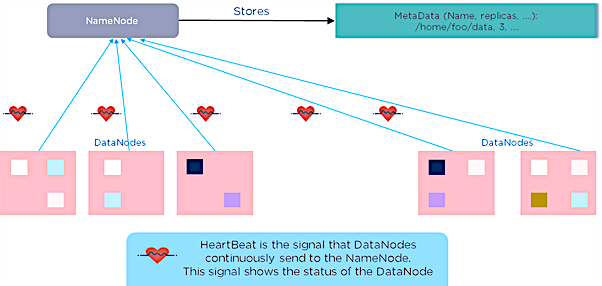 NameNode
Stores
MetaData (Name, replicas, ....):
/home/foo/data, 3, ....
DataNodes
DataNodes
HeartBeat is the signal that DataNodes
continuously send to the NameNode.
This signal shows the status of the DataNode